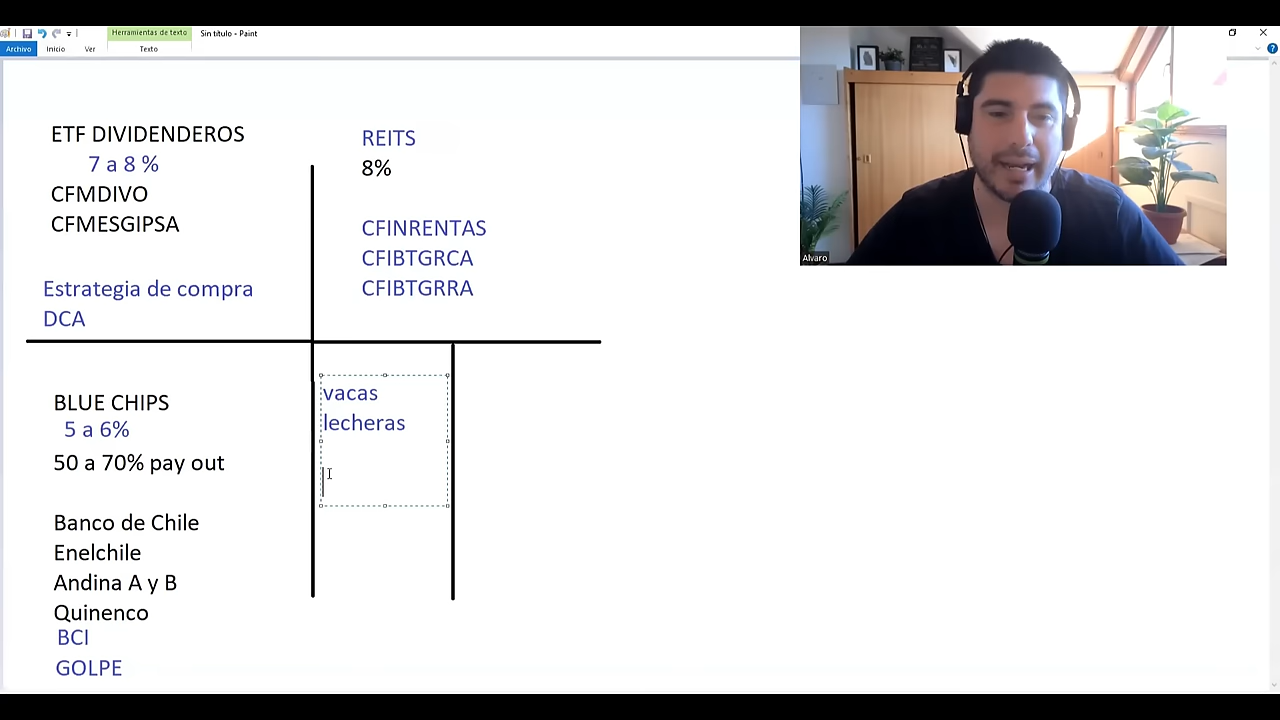 Herramientas de texto
Sin título - Paint
Archivo
Inicio
Ver
Texto
ETF DIVIDENDEROS
7 a 8 %
CFMDIVO
CFMESGIPSA
Estrategia de compra
DCA
REITS
8%
CFINRENTAS
CFIBTGRCA
CFIBTGRRA
Alvaro
BLUE CHIPS
5 a 6%
50 a 70% pay out
Banco de Chile
Enelchile
Andina A y B
Quinenco
BCI
GOLPE
vacas
lecheras